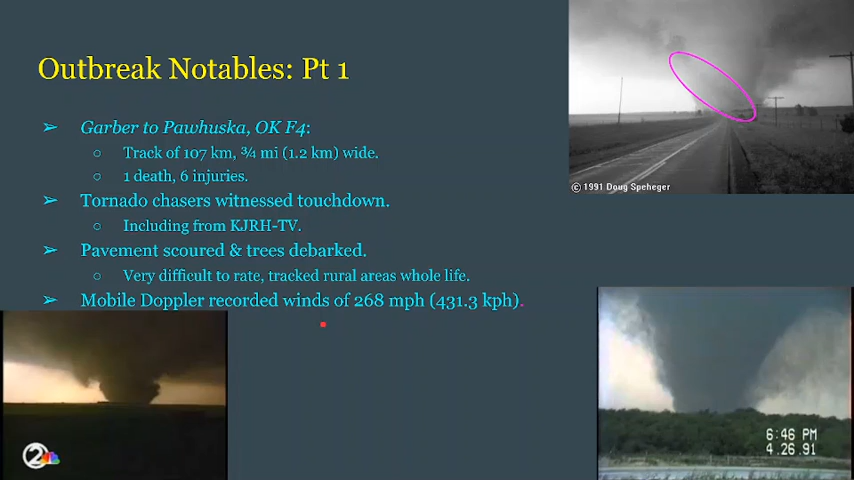 Outbreak Notables: Pt 1
➢ Garber to Pawhuska, OK F4:
○ Track of 107 km, ¾ mi (1.2 km) wide.
○ 1 death, 6 injuries.
➢ Tornado chasers witnessed touchdown.
○ Including from KJRH-TV.
➢ Pavement scoured & trees debarked.
○ Very difficult to rate, tracked rural areas whole life.
➢ Mobile Doppler recorded winds of 268 mph (431.3 kph).
© 1991 Doug Speheger
2
6:46 PM
4.26.91